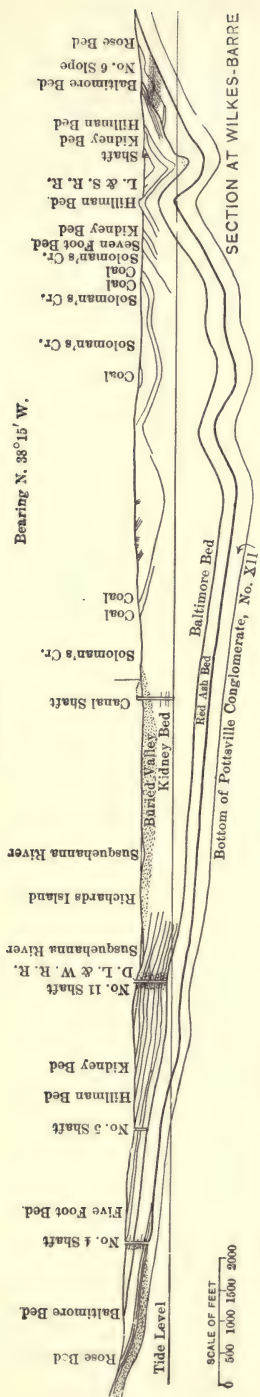 Bearing N. 38°15' W.
Rose Bed
Baltimore Bed
No. 4 Shaft
Five Foot Bed.
No. 5 Shaft
Hillman Bed
Kidney Bed
No. 11 Shaft
D. L. & W. R. R.
Susquehanna River
Richards Island
Susquehanna River
Canal Shaft
Soloman's Cr.
Coal
Coal
Coal
Soloman's Cr.
Soloman's Cr.
Coal
Coal
Soloman's Cr.
Seven Foot Bed
Kidney Bed
Hillman Bed.
L. & S. R. R.
Shaft
Kidney Bed
Hillman Bed
Baltimore Bed
No. 6 Slope
Rose Bed
Buried Valley
Kidney Bed
Tide Level
Baltimore Bed
Red Ash Bed
Bottom of Pottsville Conglomerate, No. XII
SECTION AT WILKES-BARRE
SCALE OF FEET
0 500 1000 1500 2000